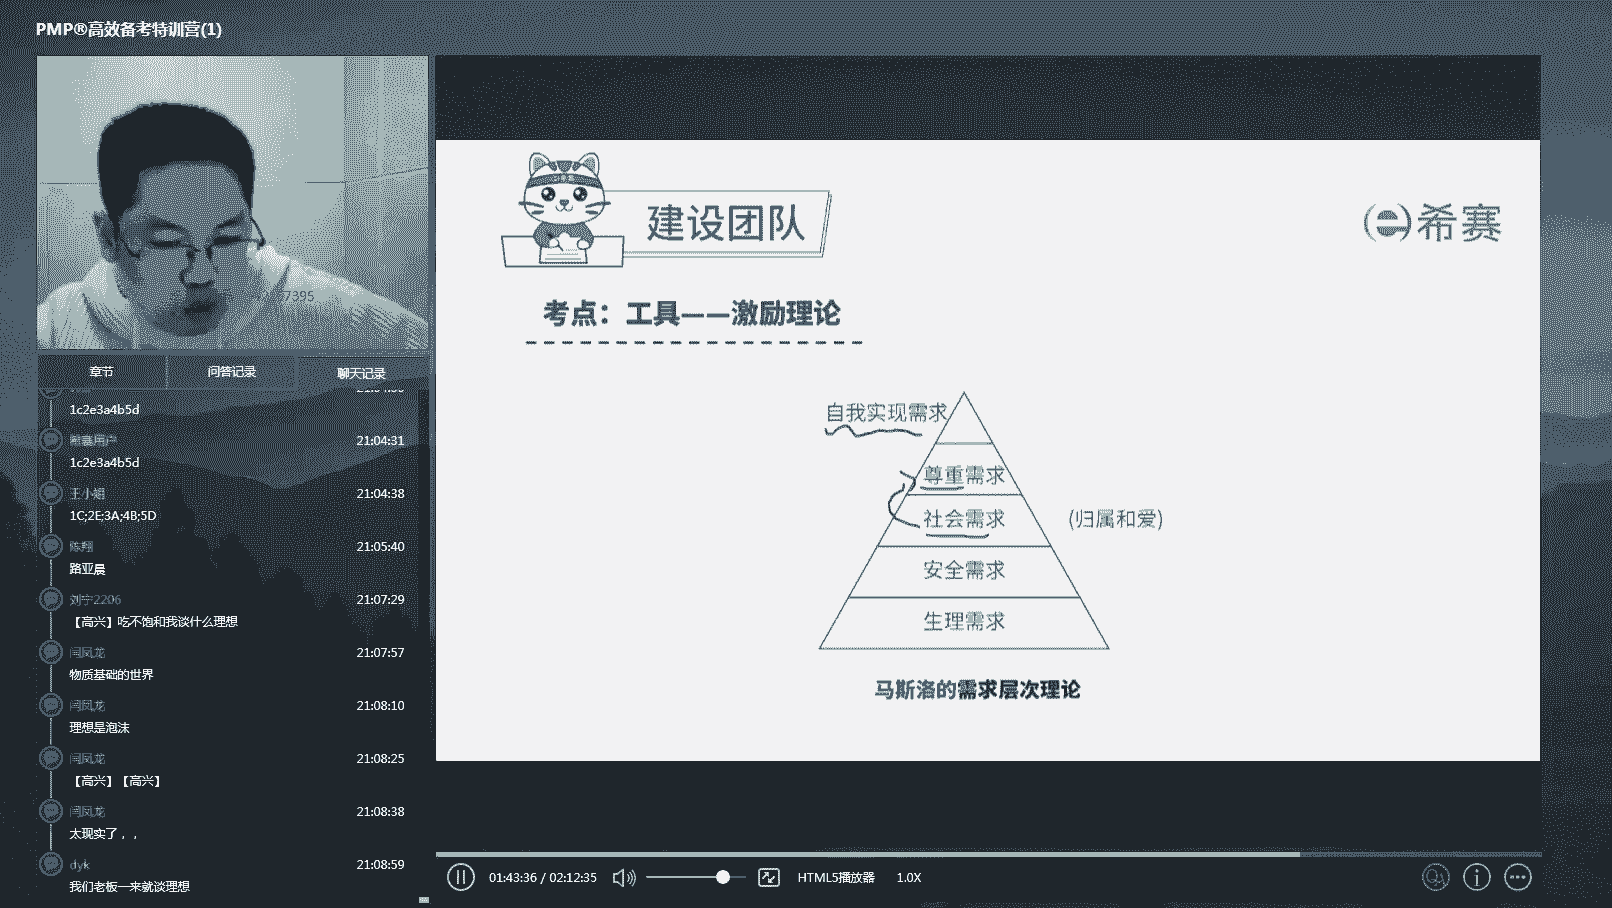 PMP®高效备考特训营(1)
7395
章节
问答记录
聊天记录
1c2e3a4b5d
希赛用户
21:04:31
1c2e3a4b5d
王小娟
21:04:38
1C;2E;3A;4B;5D
陈翔
21:05:40
路亚晨
刘宇2206
21:07:29
【高兴】吃不饱和我谈什么理想
闫凤龙
21:07:57
物质基础的世界
闫凤龙
21:08:10
理想是泡沫
闫凤龙
21:08:25
【高兴】【高兴】
闫凤龙
21:08:38
太现实了，，
dyk
21:08:59
我们老板一来就谈理想
建设团队
希赛
考点：工具——激励理论
自我实现需求
尊重需求
社会需求
(归属和爱)
安全需求
生理需求
马斯洛的需求层次理论
01:43:36 / 02:12:35
HTML5播放器
1.0X